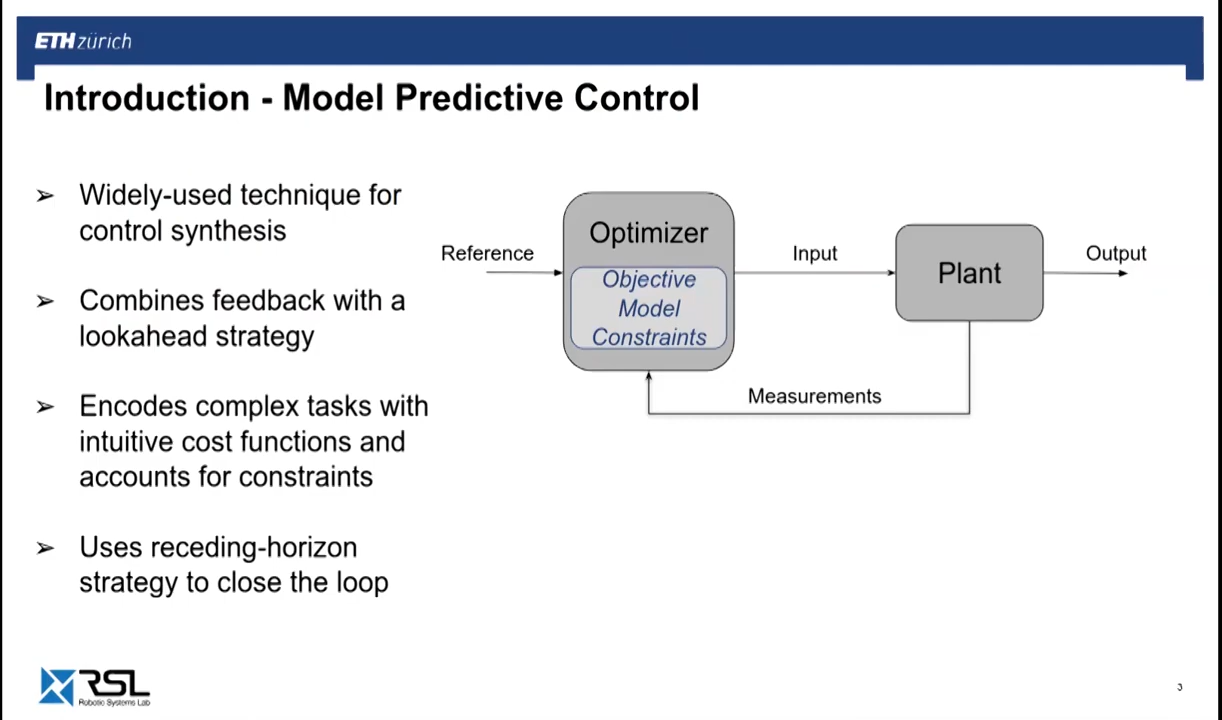 ETH zürich
Introduction - Model Predictive Control
➢ Widely-used technique for
control synthesis
➢ Combines feedback with a
lookahead strategy
➢ Encodes complex tasks with
intuitive cost functions and
accounts for constraints
➢ Uses receding-horizon
strategy to close the loop
Reference
Optimizer
Objective
Model
Constraints
Input
Plant
Output
Measurements
RSL
Robotic Systems Lab
3